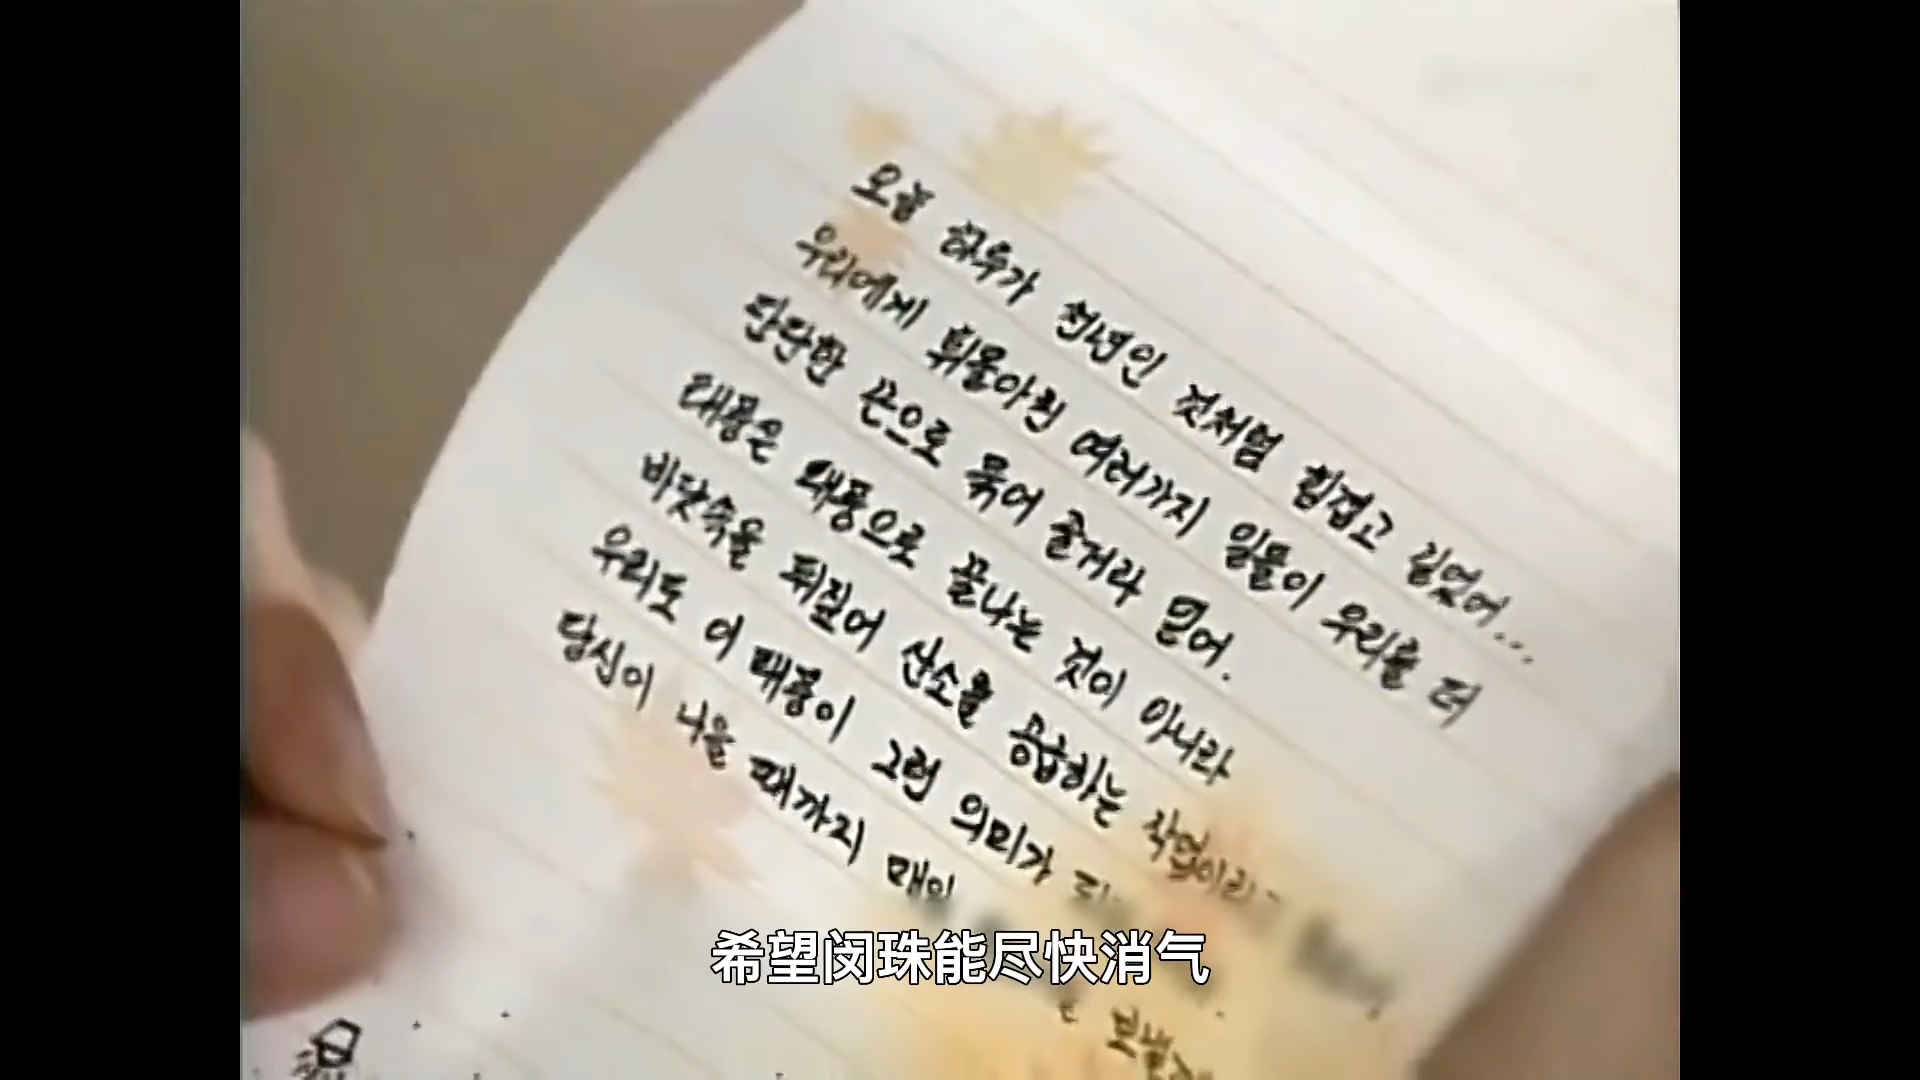 오늘 하루가 천년인 것처럼 힘겹고 길었어...
우리에게 휘몰아친 여러가지 일들이 우리를 더
단단한 끈으로 묶어 줄거라 믿어.
태풍은 태풍으로 끝나는 것이 아니라
바닷속을 뒤짚어 산소를 공급하는 작업이라
우리도 이 태풍이 그런 의미가
당신이 나올 때까지 매일
希望闵珠能尽快消气